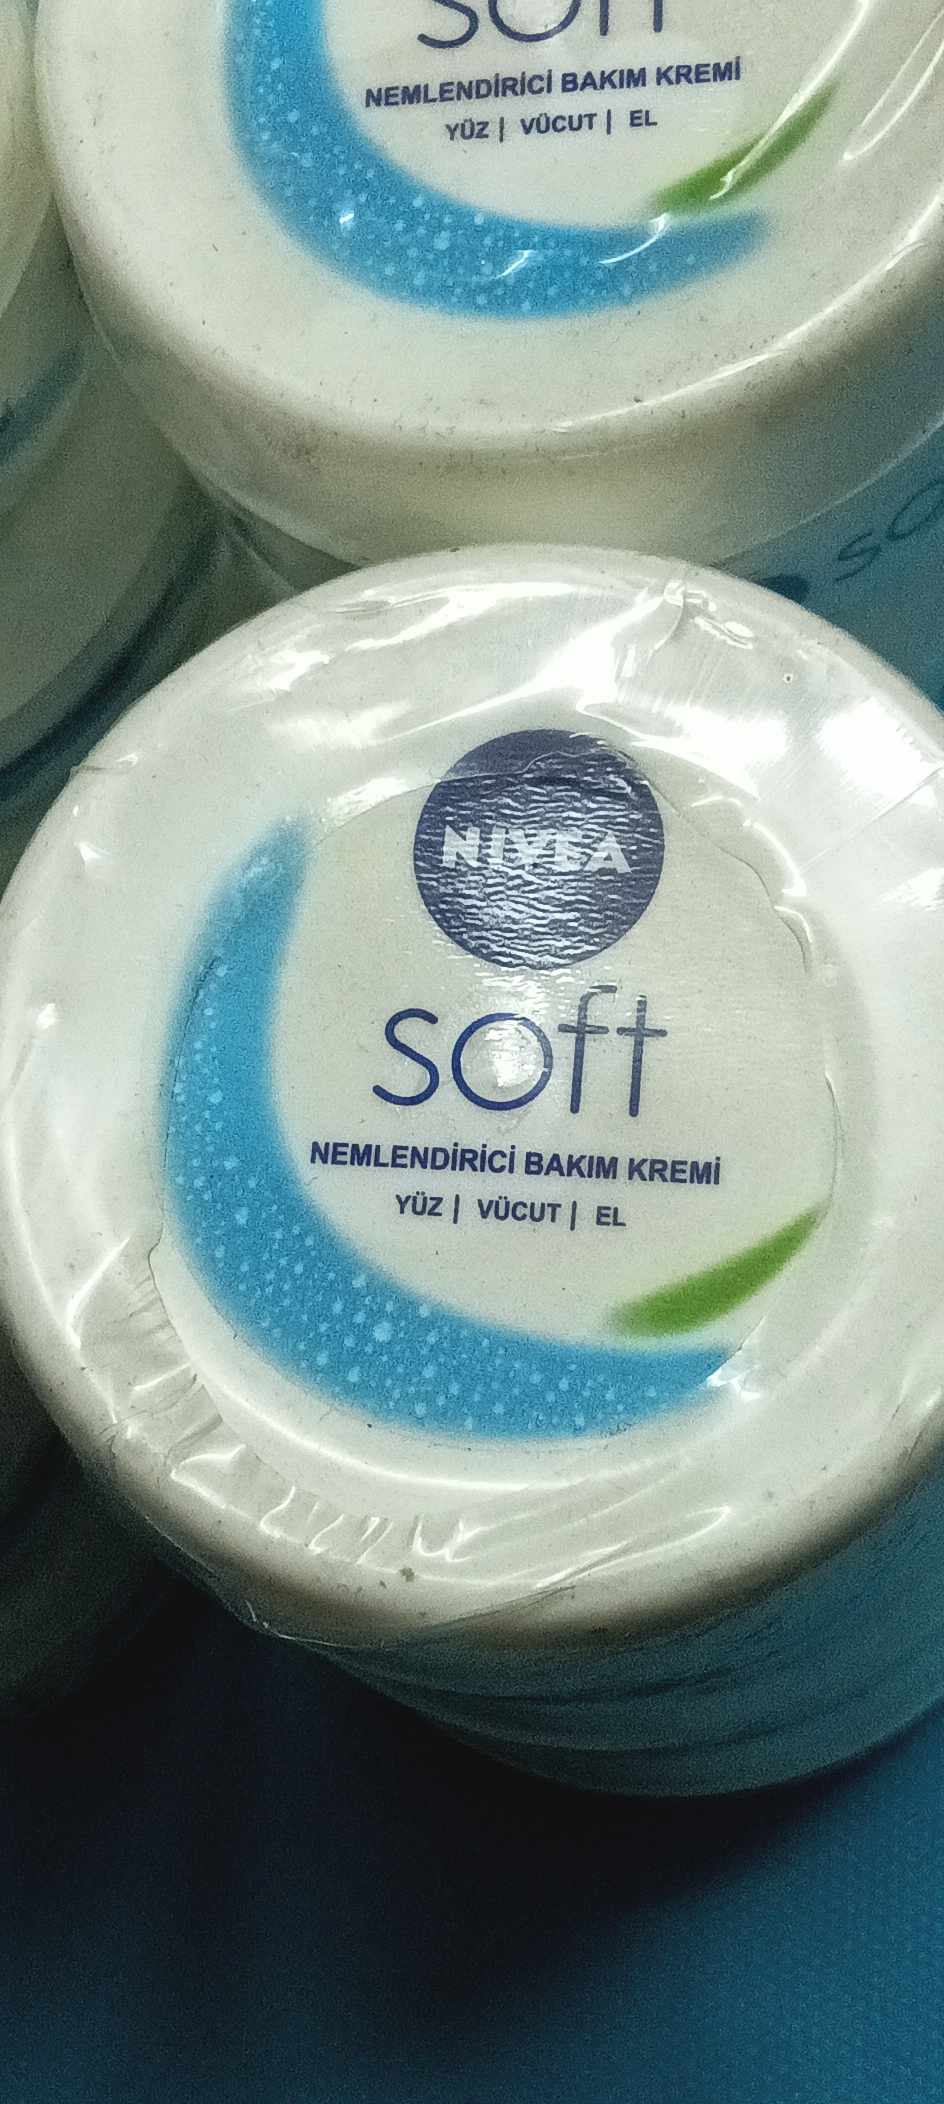 soft
NEMLENDİRİCİ BAKIM KREMİ
YÜZ | VÜCUT | EL
NIVEA
soft
NEMLENDİRİCİ BAKIM KREMİ
YÜZ | VÜCUT | EL